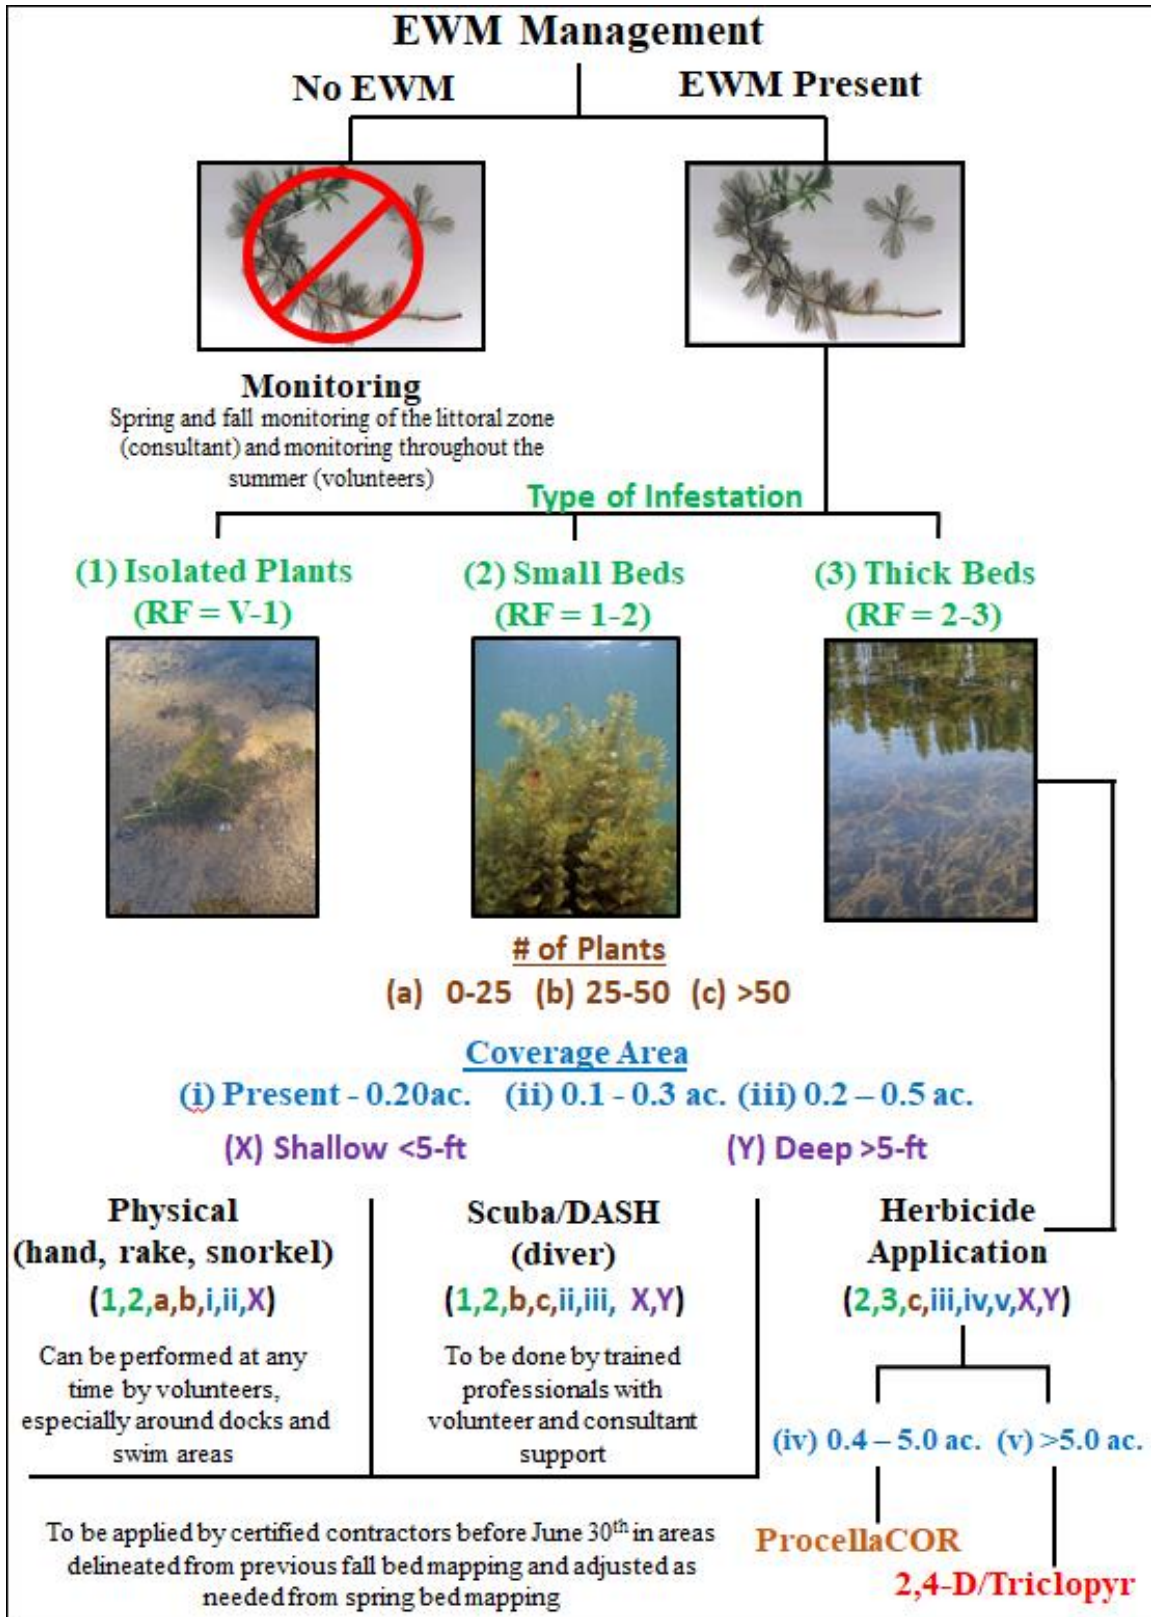 EWM Management
No EWM
EWM Present
Monitoring
Spring and fall monitoring of the littoral zone
(consultant) and monitoring throughout the
summer (volunteers)
Type of Infestation
(1) Isolated Plants
(RF = V-1)
(2) Small Beds
(RF = 1-2)
(3) Thick Beds
(RF = 2-3)
# of Plants
(a) 0-25 (b) 25-50 (c) >50
Coverage Area
(i) Present - 0.20ac. (ii) 0.1 - 0.3 ac. (iii) 0.2 – 0.5 ac.
(X) Shallow <5-ft
(Y) Deep >5-ft
Physical
(hand, rake, snorkel)
(1,2,a,b,i,ii,X)
Can be performed at any
time by volunteers,
especially around docks and
swim areas
Scuba/DASH
(diver)
(1,2,b,c,ii,iii, X,Y)
To be done by trained
professionals with
volunteer and consultant
support
Herbicide
Application
(2,3,c,iii,iv,v,X,Y)
(iv) 0.4 – 5.0 ac. (v) >5.0 ac.
ProcellaCOR
2,4-D/Triclopyr
To be applied by certified contractors before June 30th in areas
delineated from previous fall bed mapping and adjusted as
needed from spring bed mapping